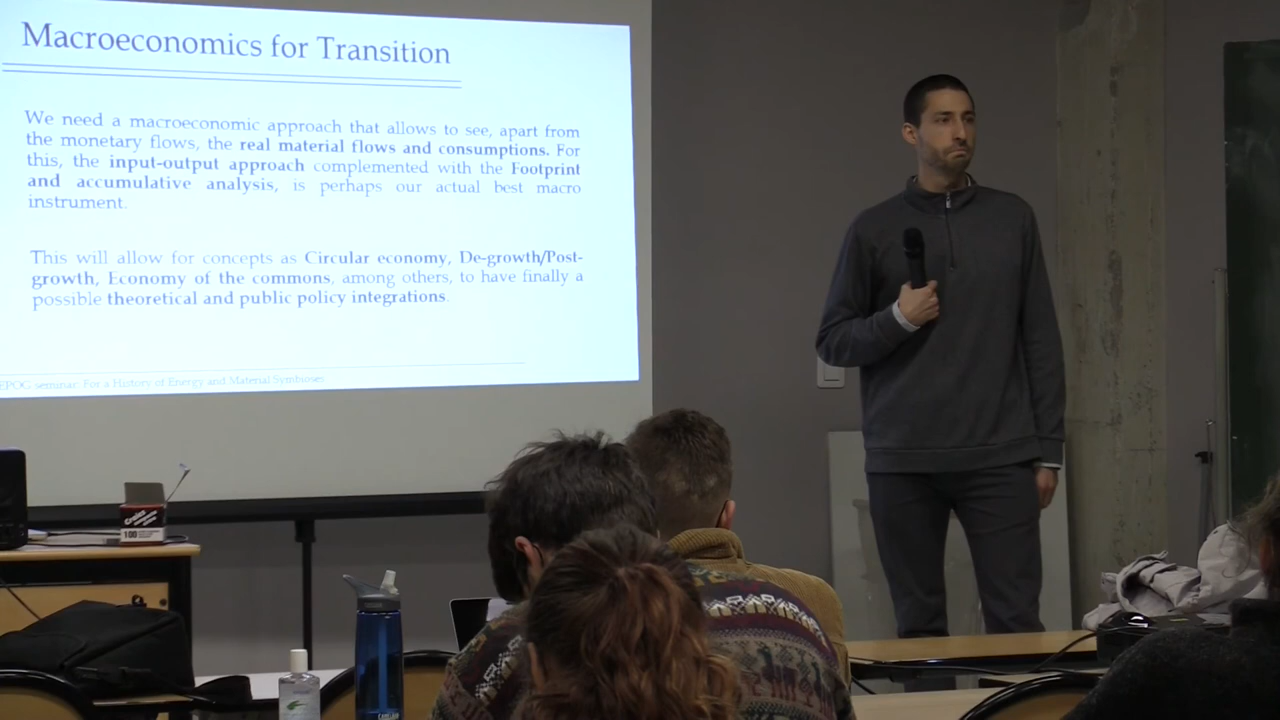 Macroeconomics for Transition
We need a macroeconomic approach that allows to see, apart from
the monetary flows, the real material flows and consumptions. For
this, the input-output approach complemented with the Footprint
and accumulative analysis, is perhaps our actual best macro
instrument.
This will allow for concepts as Circular economy, De-growth/Post-
growth, Economy of the commons, among others, to have finally a
possible theoretical and public policy integrations.
EPOG seminar: For a History of Energy and Material Symbioses
100